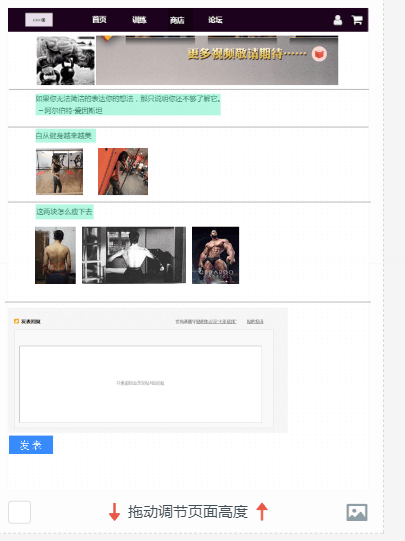 首页 训练 商店 论坛
更多视频敬请期待……
如果你无法简洁的表达你的想法，那只说明你还不够了解它。
--阿尔伯特·爱因斯坦
自从健身越来越美
这两块怎么瘦下去
发表回复
发 表
拖动调节页面高度